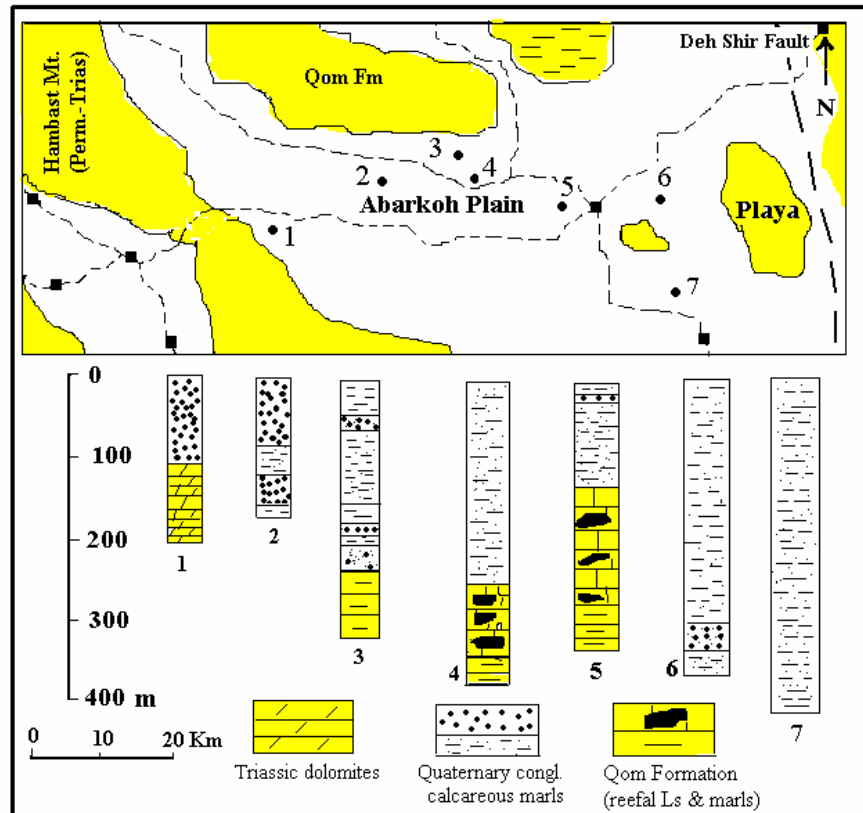 Deh Shir Fault
N
Hambast Mt.
(Perm.-Trias)
Qom Fm
3
2
4
5
6
Abarkoh Plain
Playa
1
7
0
100
200
300
400 m
1
2
3
4
5
6
7
0 10 20 Km
Triassic dolomites
Quaternary congl.
calcareous marls
Qom Formation
(reefal Ls & marls)